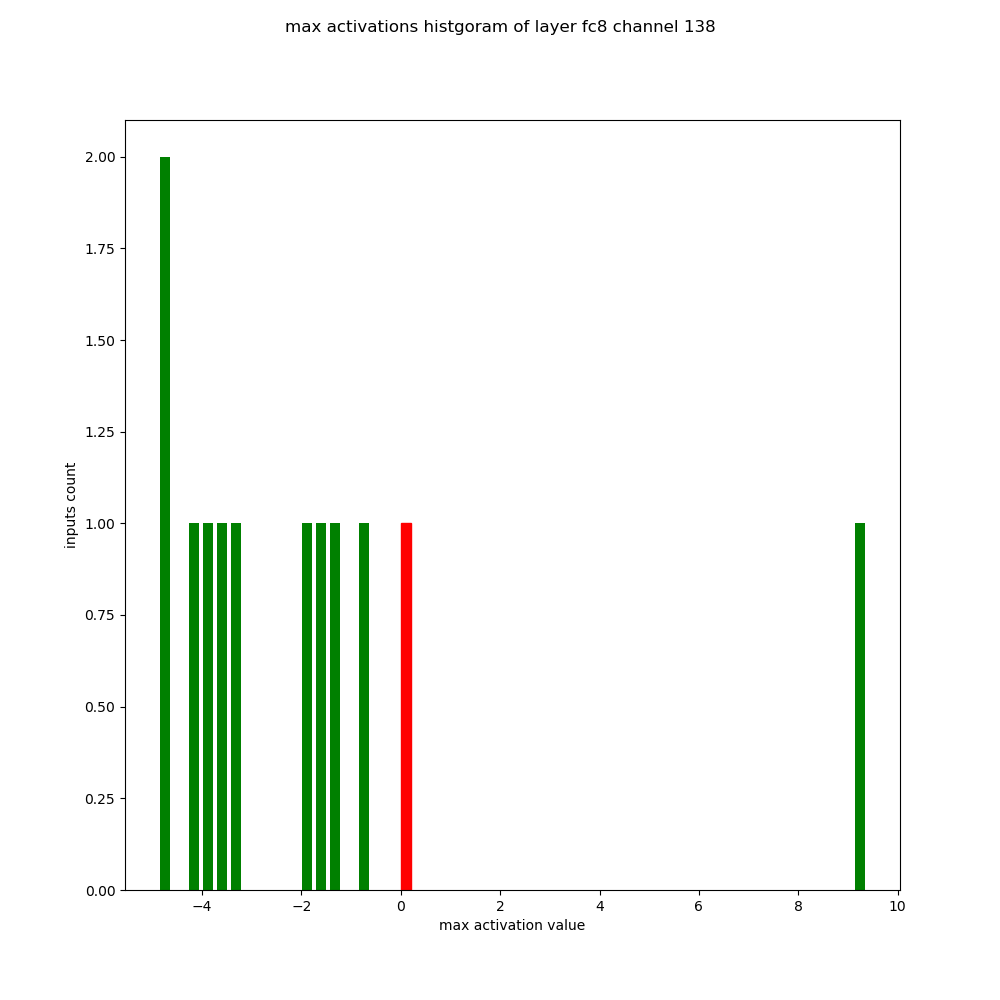 max activations histgoram of layer fc8 channel 138
2.00
1.75
1.50
1.25
1.00
0.75
0.50
0.25
0.00
inputs count
−4 −2 0 2 4 6 8 10
max activation value